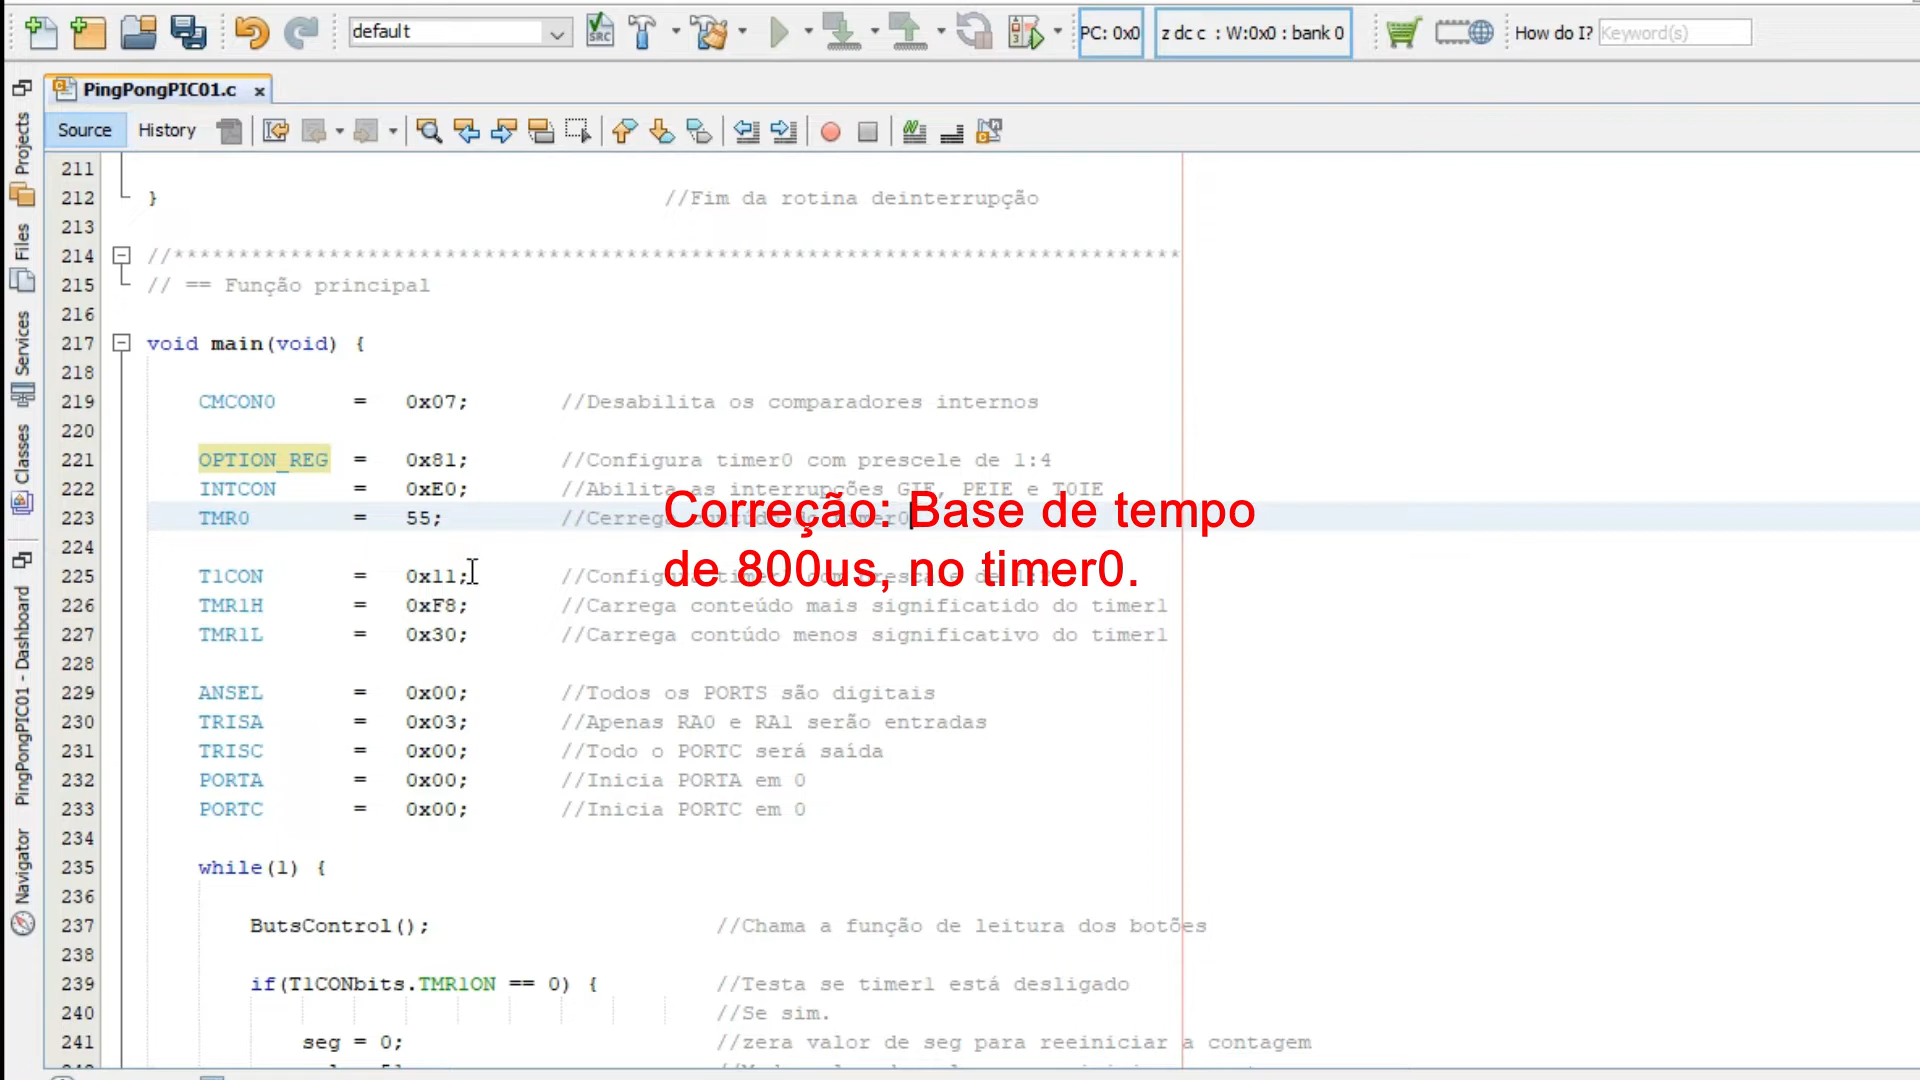 default
PC: 0x0
z dc c : W:0x0 : bank 0
How do I?
Keyword(s)
PingPongPIC01.c
Source
History
Projects
Files
Services
Classes
PingPongPIC01 - Dashboard
Navigator
211
212 } //Fim da rotina deinterrupção
213
214 //******************************************************************************
215 // == Função principal
216
217 void main(void) {
218
219 CMCON0 = 0x07; //Desabilita os comparadores internos
220
221 OPTION_REG = 0x81; //Configura timer0 com prescele de 1:4
222 INTCON = 0xE0; //Abilita as interrupções GIE, PEIE e T0IE
223 TMR0 = 55; //Cerrega
Correção: Base de tempo
de 800us, no timer0.
224
225 T1CON = 0x11;
226 TMR1H = 0xF8; //Carrega conteúdo mais significatido do timer1
227 TMR1L = 0x30; //Carrega contúdo menos significativo do timer1
228
229 ANSEL = 0x00; //Todos os PORTS são digitais
230 TRISA = 0x03; //Apenas RA0 e RA1 serão entradas
231 TRISC = 0x00; //Todo o PORTC será saída
232 PORTA = 0x00; //Inicia PORTA em 0
233 PORTC = 0x00; //Inicia PORTC em 0
234
235 while(1) {
236
237 ButsControl(); //Chama a função de leitura dos botões
238
239 if(T1CONbits.TMR1ON == 0) { //Testa se timer1 está desligado
240 //Se sim.
241 seg = 0; //zera valor de seg para reeiniciar a contagem